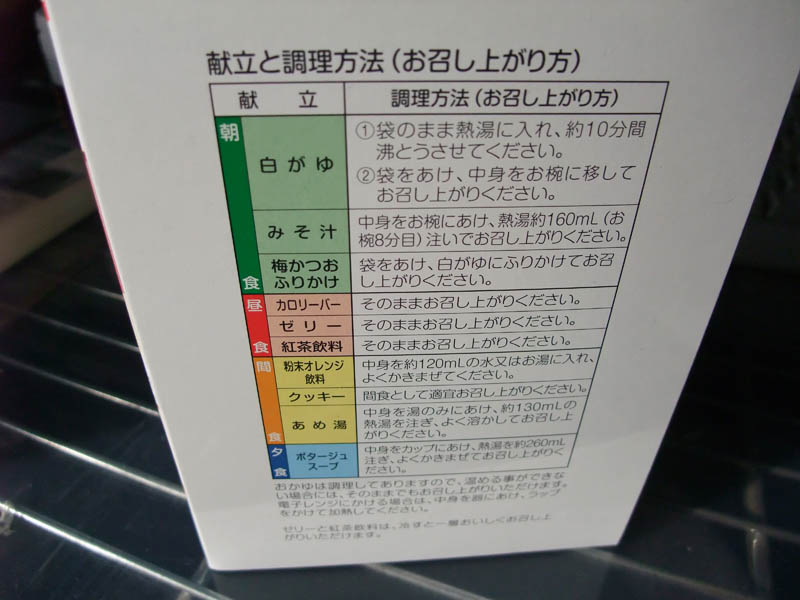 献立と調理方法（お召し上がり方）
献　立
調理方法（お召し上がり方）
朝食
白がゆ
①袋のまま熱湯に入れ、約10分間
沸とうさせてください。
②袋をあけ、中身をお椀に移して
お召し上がりください。
みそ汁
中身をお椀にあけ、熱湯約160mL（お
椀8分目）注いでお召し上がりください。
梅かつお
ふりかけ
袋をあけ、白がゆにふりかけてお召
し上がりください。
昼食
カロリーバー
そのままお召し上がりください。
ゼリー
そのままお召し上がりください。
紅茶飲料
そのままお召し上がりください。
間食
粉末オレンジ
飲料
中身を約120mLの水又はお湯に入れ、
よくかきまぜてください。
クッキー
間食として適宜お召し上がりください。
あめ湯
中身を湯のみにあけ、約130mLの
熱湯を注ぎ、よく溶かしてお召し上
がりください。
夕食
ポタージュ
スープ
中身をカップにあけ、熱湯を約260mL
注ぎ、よくかきまぜてお召し上がりく
ださい。
おかゆは調理してありますので、温める事ができな
い場合には、そのままでもお召し上がりいただけます。
電子レンジにかける場合は、中身を器にあけ、ラップ
をかけて加熱してください。
ゼリーと紅茶飲料は、冷すと一層おいしくお召し上
がりいただけます。